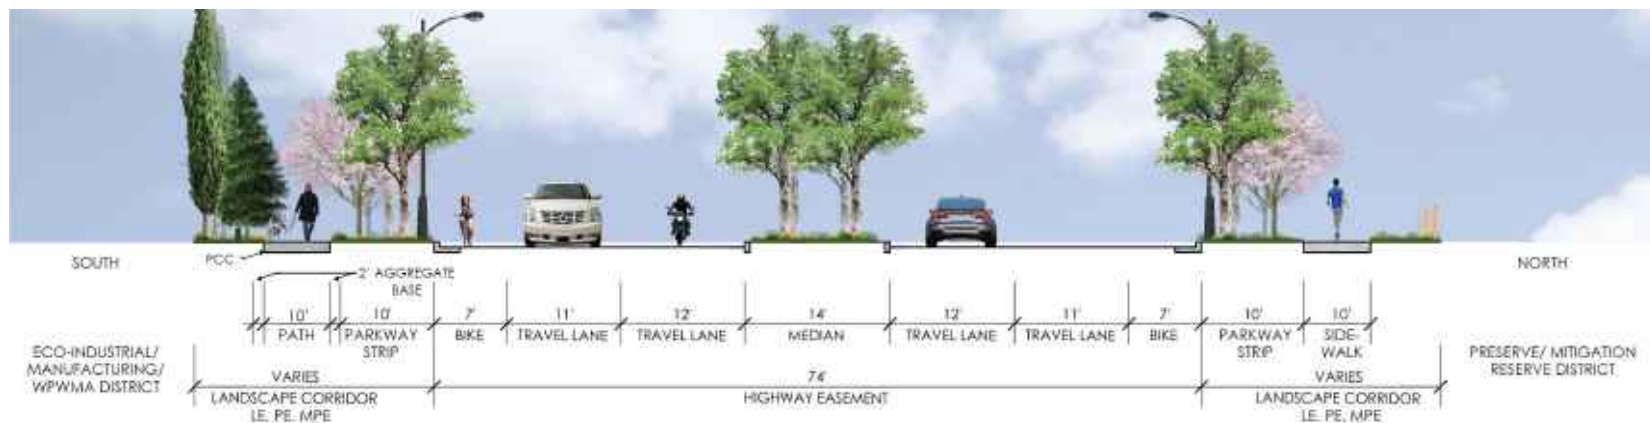 SOUTH
PCC
NORTH
2' AGGREGATE
BASE
10'
10'
7'
11'
12'
14'
12'
11'
7'
10'
10'
PATH
PARKWAY
STRIP
BIKE
TRAVEL LANE
TRAVEL LANE
MEDIAN
TRAVEL LANE
TRAVEL LANE
BIKE
PARKWAY
STRIP
SIDE-
WALK
ECO-INDUSTRIAL/
MANUFACTURING/
WPWMA DISTRICT
PRESERVE/ MITIGATION
RESERVE DISTRICT
VARIES
74'
VARIES
LANDSCAPE CORRIDOR
LE, PE, MPE
HIGHWAY EASEMENT
LANDSCAPE CORRIDOR
LE, PE, MPE